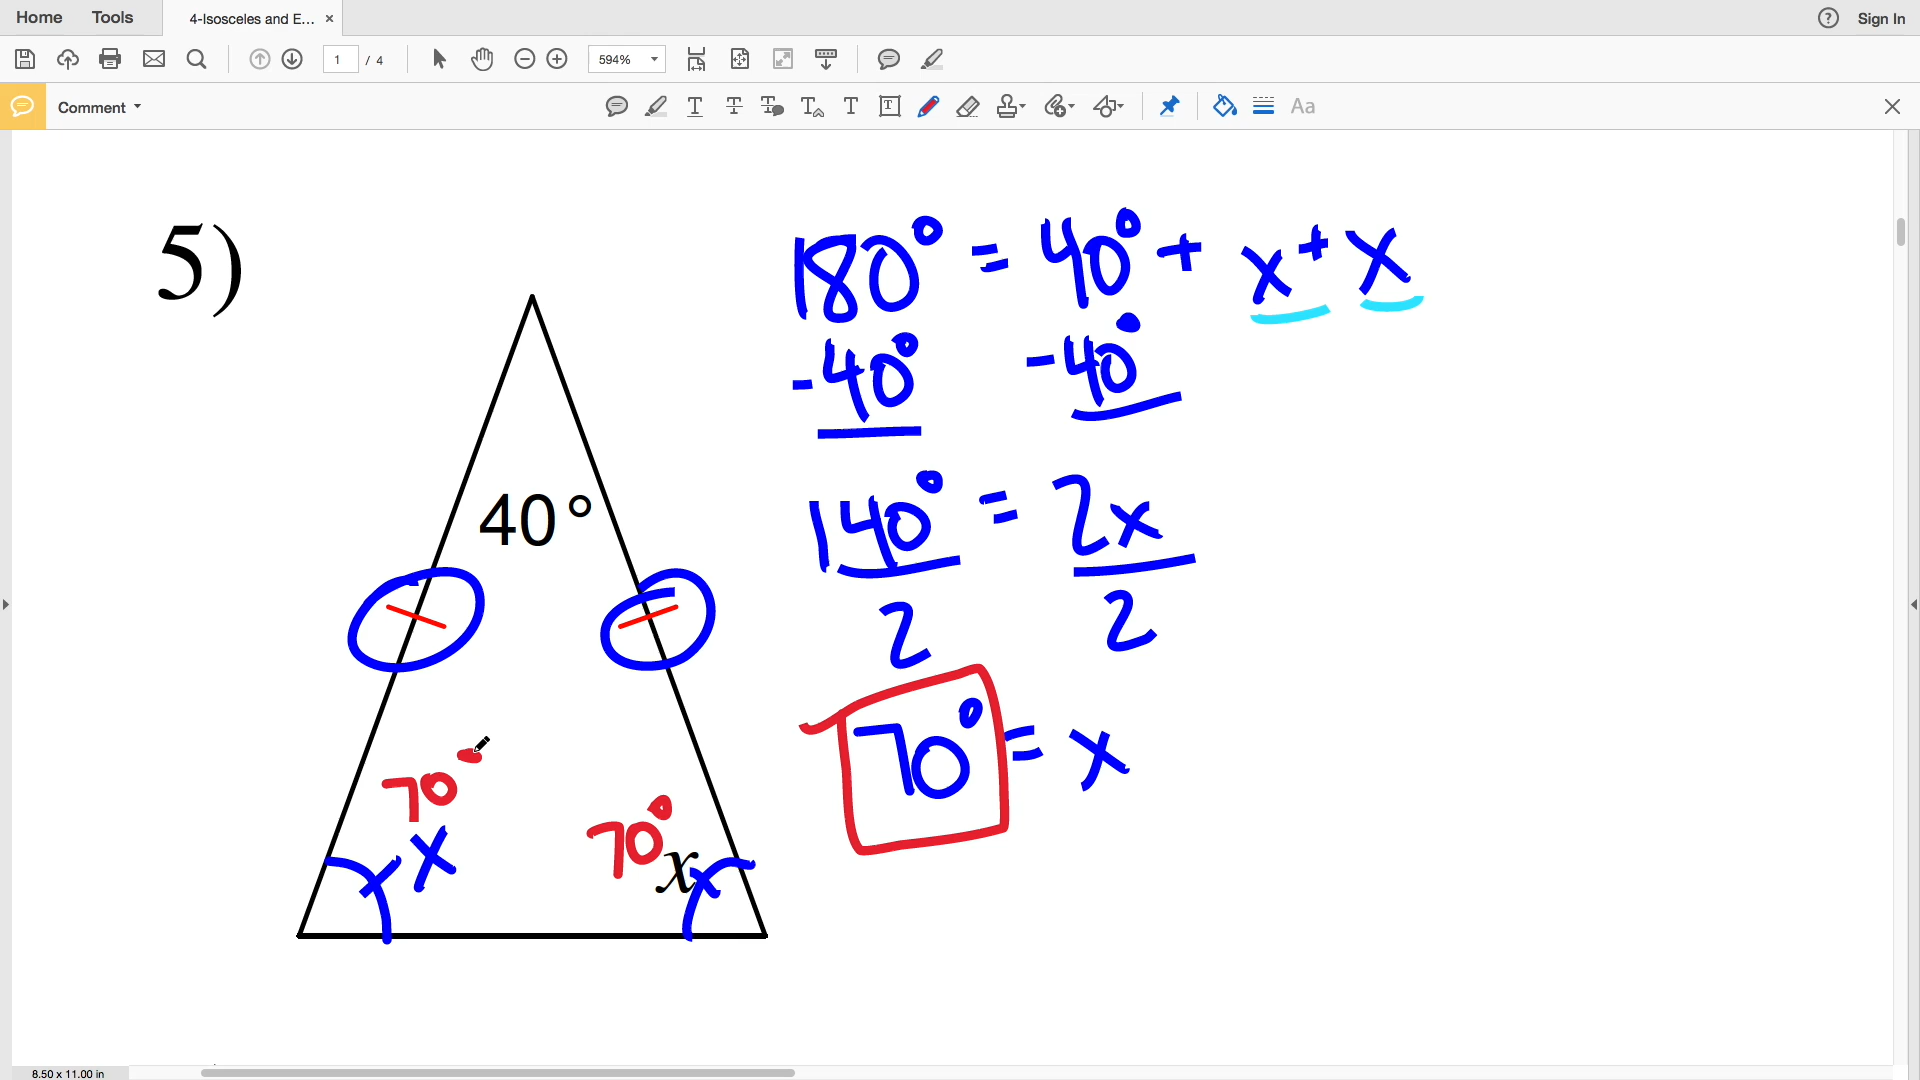 Home Tools 4-Isosceles and E... × ? Sign In
1 / 4 594%
Comment T T T T T T Aa
5)
180° = 40° + x + x
-40° -40°
140° = 2x
2 2
70° = x
40°
70°
x
70°
x
8.50 x 11.00 in